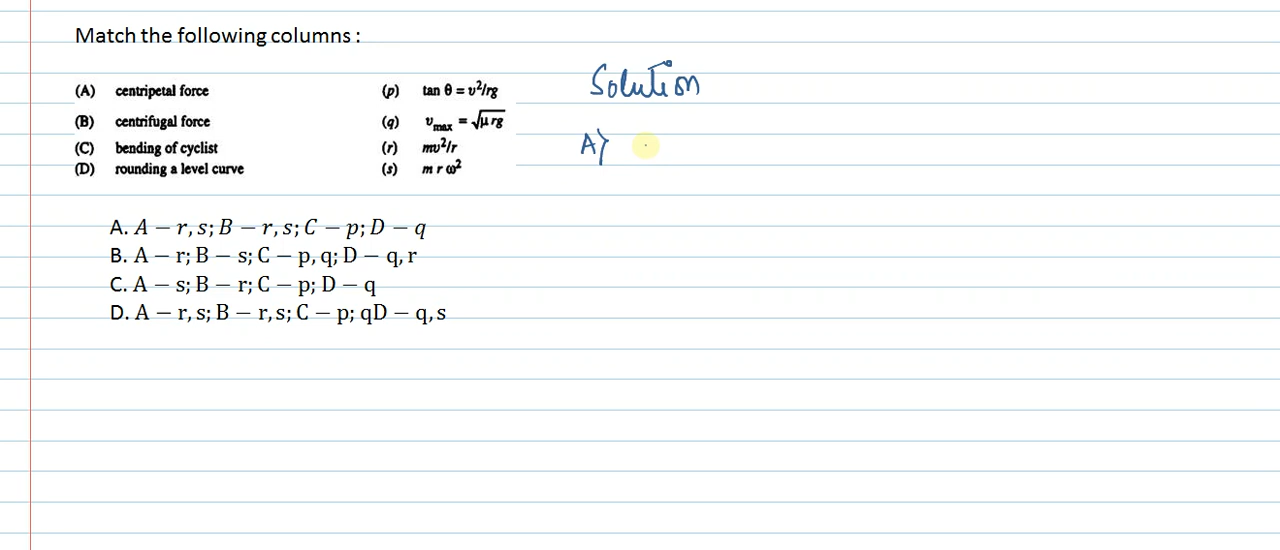 Match the following columns :
Solution
(A) centripetal force (p) tan θ = v²/rg
(B) centrifugal force (q) vmax = √μrg
A)
(C) bending of cyclist (r) mv²/r
(D) rounding a level curve (s) m r ω²
A. A − r, s; B − r, s; C − p; D − q
B. A − r; B − s; C − p, q; D − q, r
C. A − s; B − r; C − p; D − q
D. A − r, s; B − r, s; C − p; qD − q, s